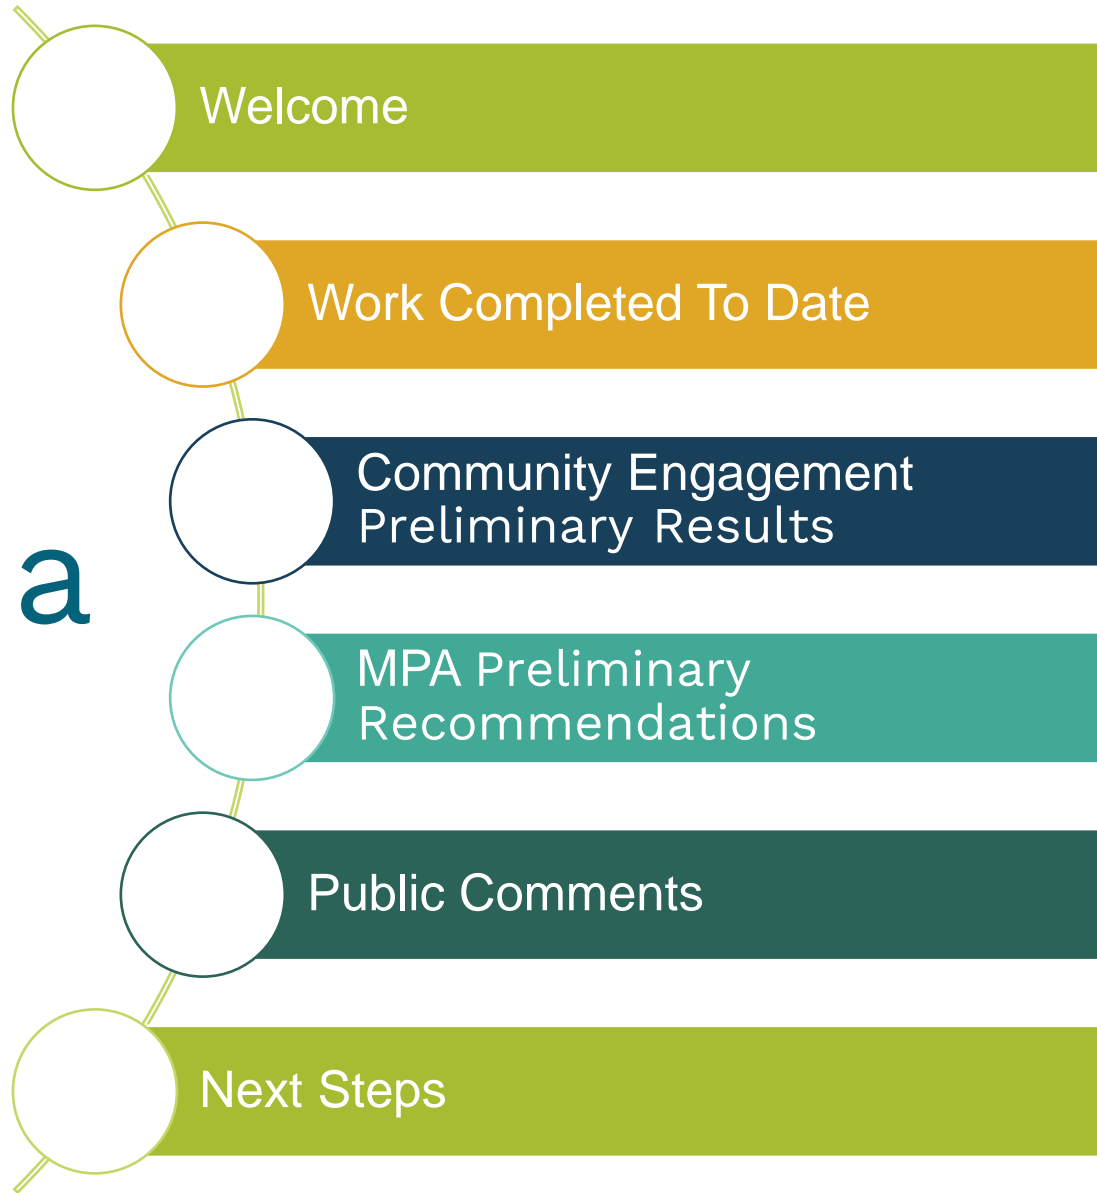 Welcome
Work Completed To Date
Community Engagement
Preliminary Results
a
MPA Preliminary
Recommendations
Public Comments
Next Steps